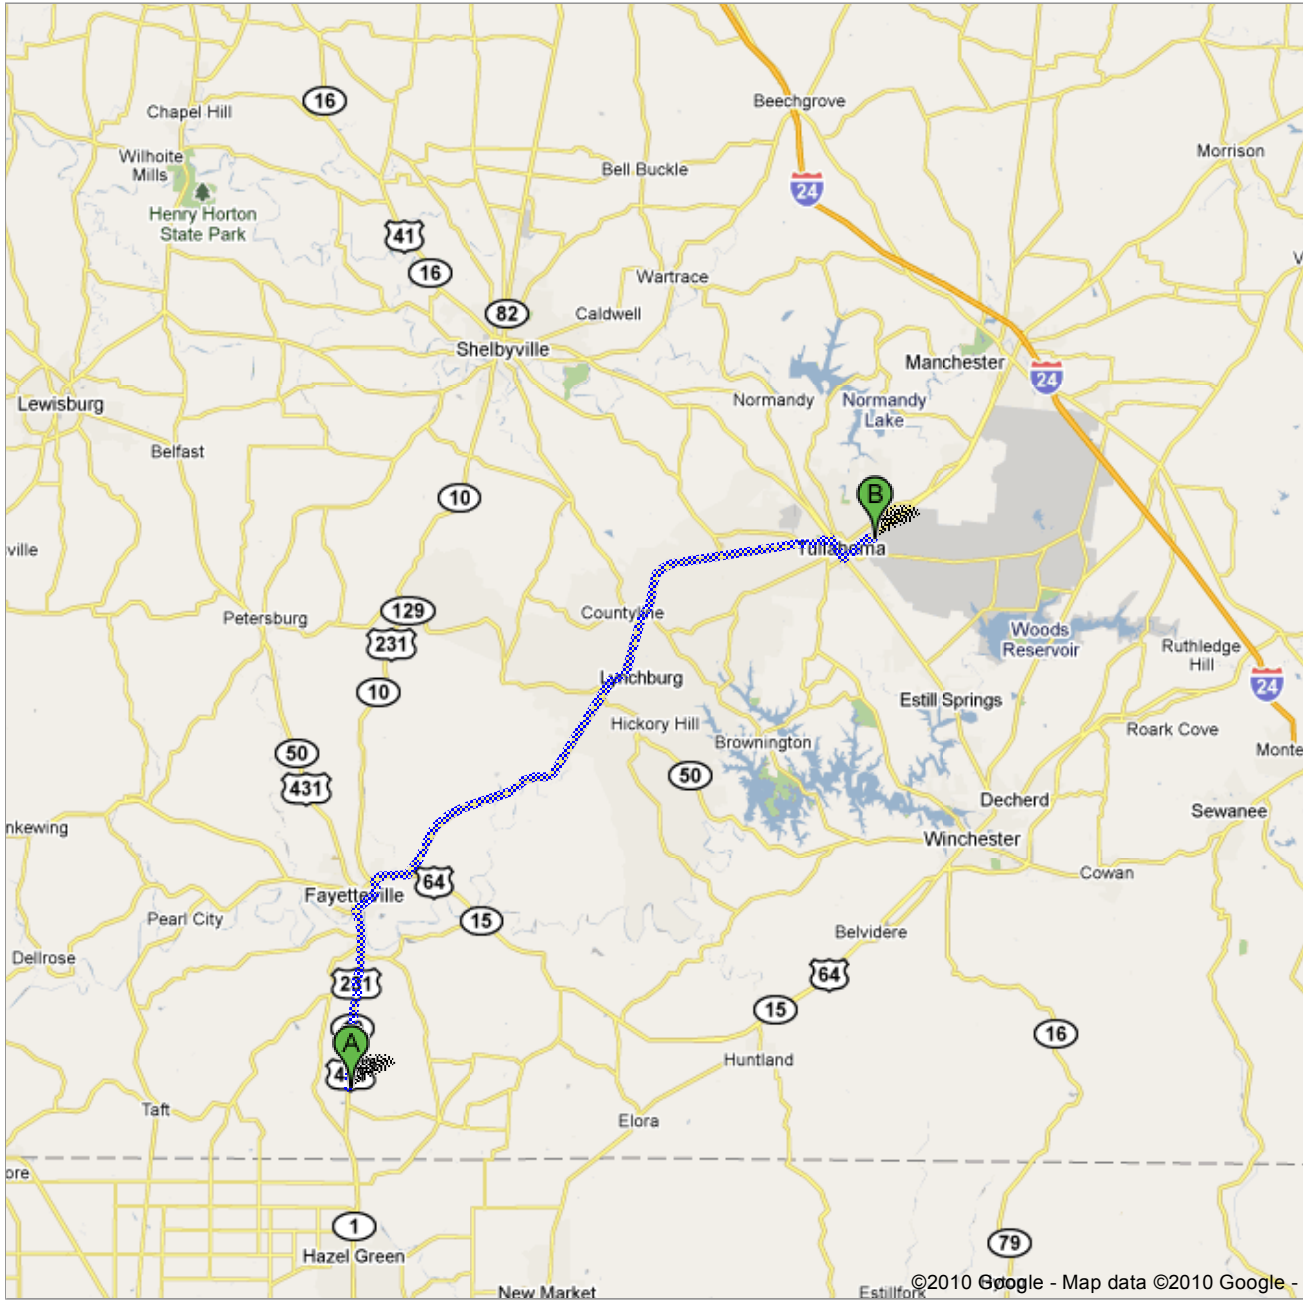 16
Beechgrove
Chapel Hill
Wilhoite
Mills
Morrison
Bell Buckle
24
Henry Horton
State Park
41
16
Wartrace
82
Caldwell
Shelbyville
Manchester
24
Lewisburg
Normandy
Normandy
Lake
Belfast
10
B
ville
Tullahoma
129
Countyline
Petersburg
231
Woods
Reservoir
Ruthledge
Hill
Lynchburg
24
10
Estill Springs
Hickory Hill
Roark Cove
Brownington
50
Monte
50
431
Decherd
nkewing
Sewanee
Winchester
64
Fayetteville
Cowan
Pearl City
15
Belvidere
Dellrose
64
231
15
16
A
Huntland
Taft
Elora
ore
1
79
Hazel Green
New Market
Estillfork
©2010 Google - Map data ©2010 Google -